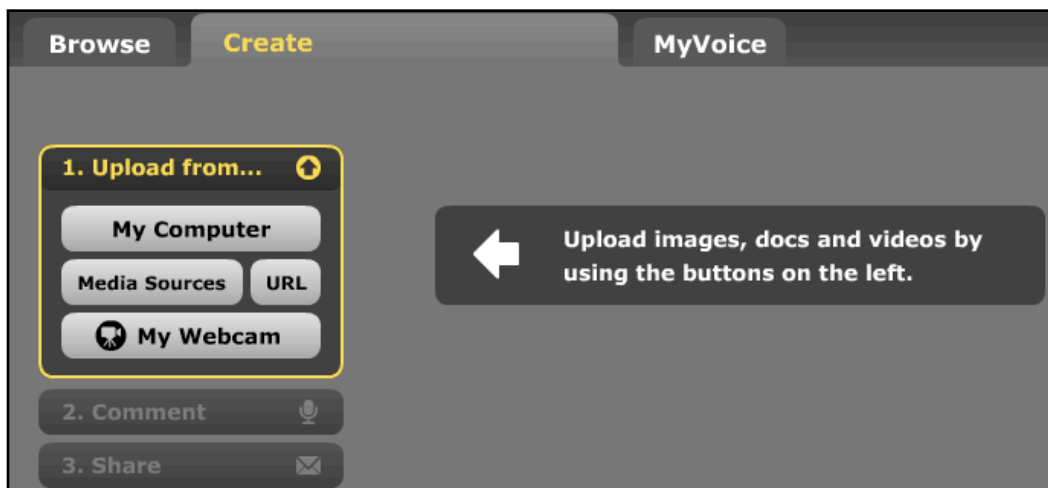 Browse
Create
MyVoice
1. Upload from...
My Computer
Media Sources
URL
My Webcam
2. Comment
3. Share
Upload images, docs and videos by
using the buttons on the left.